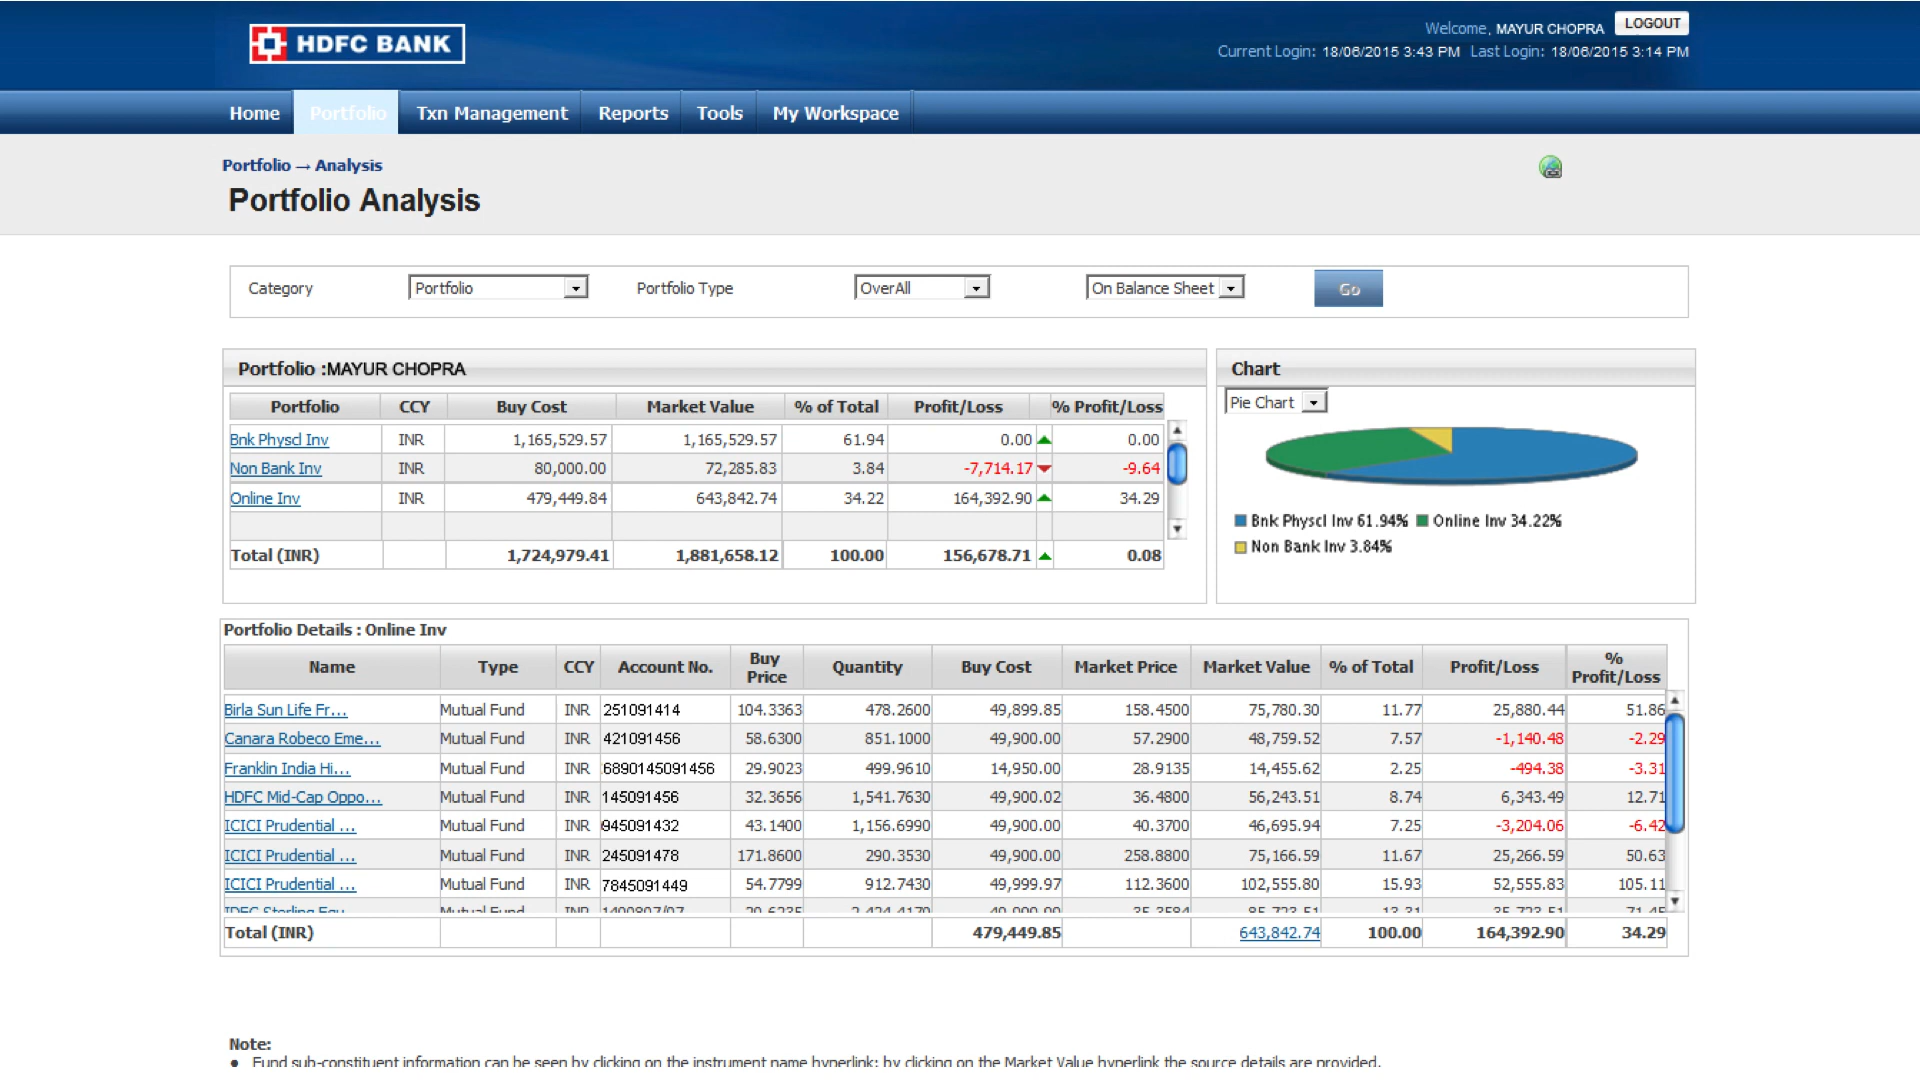 HDFC BANK
Welcome, MAYUR CHOPRA LOGOUT
Current Login: 18/06/2015 3:43 PM Last Login: 18/06/2015 3:14 PM
Home Portfolio Txn Management Reports Tools My Workspace
Portfolio → Analysis
Portfolio Analysis
Category Portfolio Portfolio Type OverAll On Balance Sheet Go
Portfolio :MAYUR CHOPRA
Portfolio CCY Buy Cost Market Value % of Total Profit/Loss % Profit/Loss
Bnk Physcl Inv INR 1,165,529.57 1,165,529.57 61.94 0.00 0.00
Non Bank Inv INR 80,000.00 72,285.83 3.84 -7,714.17 -9.64
Online Inv INR 479,449.84 643,842.74 34.22 164,392.90 34.29
Total (INR) 1,724,979.41 1,881,658.12 100.00 156,678.71 0.08
Chart
Pie Chart
Bnk Physcl Inv 61.94% Online Inv 34.22%
Non Bank Inv 3.84%
Portfolio Details : Online Inv
Name Type CCY Account No. Buy Price Quantity Buy Cost Market Price Market Value % of Total Profit/Loss % Profit/Loss
Birla Sun Life Fr... Mutual Fund INR 251091414 104.3363 478.2600 49,899.85 158.4500 75,780.30 11.77 25,880.44 51.86
Canara Robeco Eme... Mutual Fund INR 421091456 58.6300 851.1000 49,900.00 57.2900 48,759.52 7.57 -1,140.48 -2.29
Franklin India Hi... Mutual Fund INR 6890145091456 29.9023 499.9610 14,950.00 28.9135 14,455.62 2.25 -494.38 -3.31
HDFC Mid-Cap Oppo... Mutual Fund INR 145091456 32.3656 1,541.7630 49,900.02 36.4800 56,243.51 8.74 6,343.49 12.71
ICICI Prudential ... Mutual Fund INR 945091432 43.1400 1,156.6990 49,900.00 40.3700 46,695.94 7.25 -3,204.06 -6.42
ICICI Prudential ... Mutual Fund INR 245091478 171.8600 290.3530 49,900.00 258.8800 75,166.59 11.67 25,266.59 50.63
ICICI Prudential ... Mutual Fund INR 7845091449 54.7799 912.7430 49,999.97 112.3600 102,555.80 15.93 52,555.83 105.11
Mutual Fund INR
Total (INR) 479,449.85 643,842.74 100.00 164,392.90 34.29
Note:
● Fund sub-constituent information can be seen by clicking on the instrument name hyperlink; by clicking on the Market Value hyperlink the source details are provided.